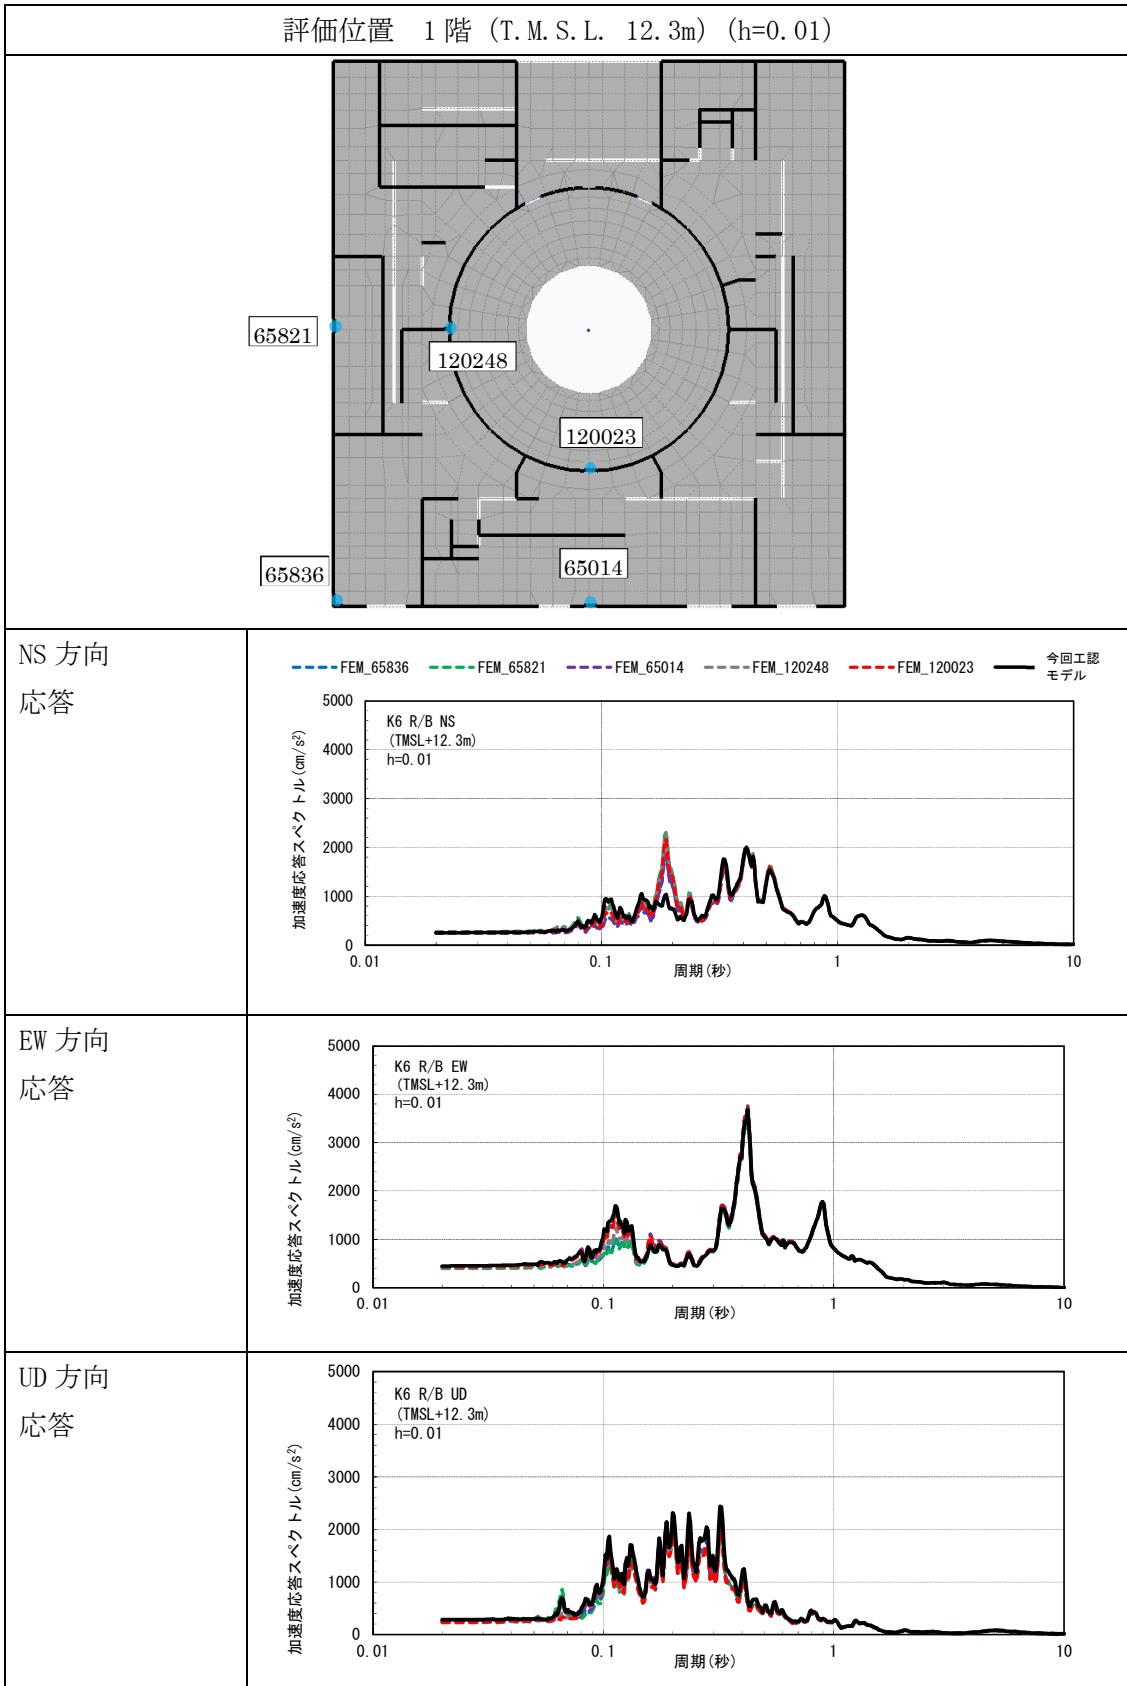 評価位置　1階 (T.M.S.L. 12.3m) (h=0.01)
65821
120248
120023
65836
65014
NS 方向
応答
FEM_65836 FEM_65821 FEM_65014 FEM_120248 FEM_120023 今回工認
モデル
K6 R/B NS
(TMSL+12.3m)
h=0.01
加速度応答スペクトル(cm/s²)
5000
4000
3000
2000
1000
0
0.01 0.1 1 10
周期(秒)
EW 方向
応答
K6 R/B EW
(TMSL+12.3m)
h=0.01
加速度応答スペクトル(cm/s²)
5000
4000
3000
2000
1000
0
0.01 0.1 1 10
周期(秒)
UD 方向
応答
K6 R/B UD
(TMSL+12.3m)
h=0.01
加速度応答スペクトル(cm/s²)
5000
4000
3000
2000
1000
0
0.01 0.1 1 10
周期(秒)